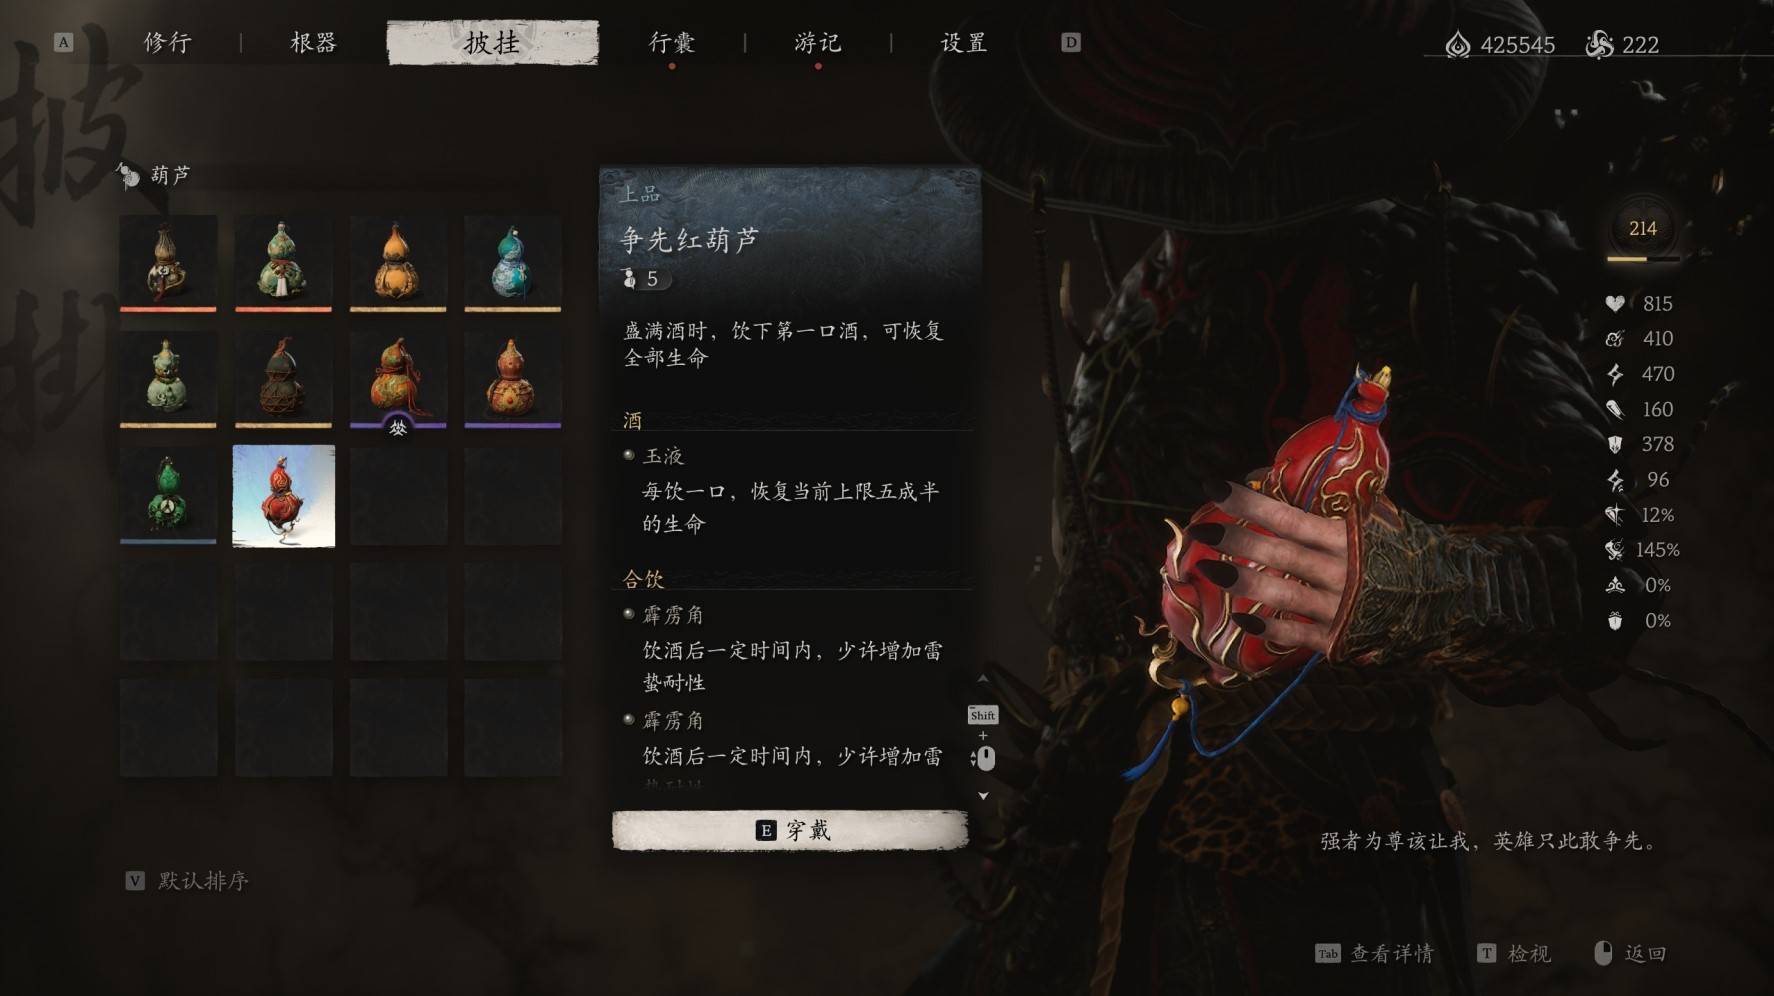 A 修行 根器 披挂 行囊 游记 设置 D 425545 222
披挂
葫芦
上品
争先红葫芦
5
盛满酒时，饮下第一口酒，可恢复
全部生命
酒
玉液
每饮一口，恢复当前上限五成半
的生命
合饮
霹雳角
饮酒后一定时间内，少许增加雷
蛰耐性
霹雳角
饮酒后一定时间内，少许增加雷
蛰耐性
Shift
+
E 穿戴
V 默认排序
214
815
410
470
160
378
96
12%
145%
0%
0%
强者为尊该让我，英雄只此敢争先。
Tab 查看详情 T 检视 返回